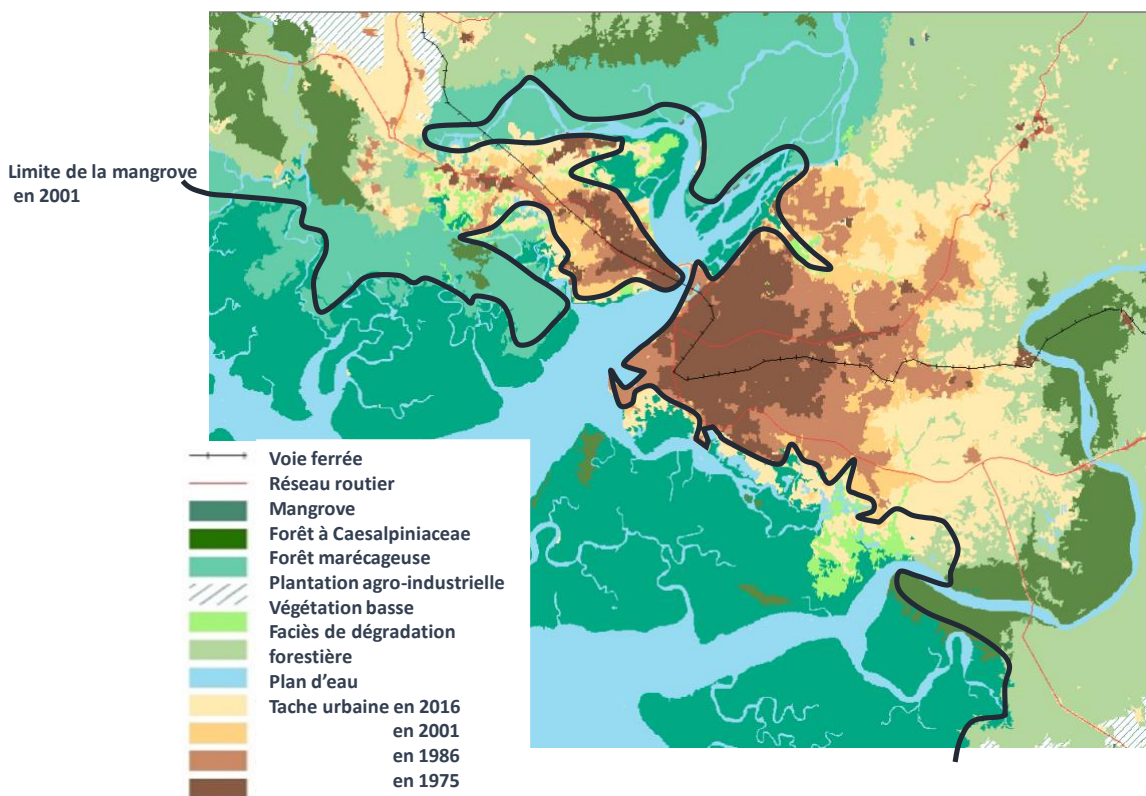 Limite de la mangrove
en 2001
Voie ferrée
Réseau routier
Mangrove
Forêt à Caesalpiniaceae
Forêt marécageuse
Plantation agro-industrielle
Végétation basse
Faciès de dégradation
forestière
Plan d’eau
Tache urbaine en 2016
en 2001
en 1986
en 1975